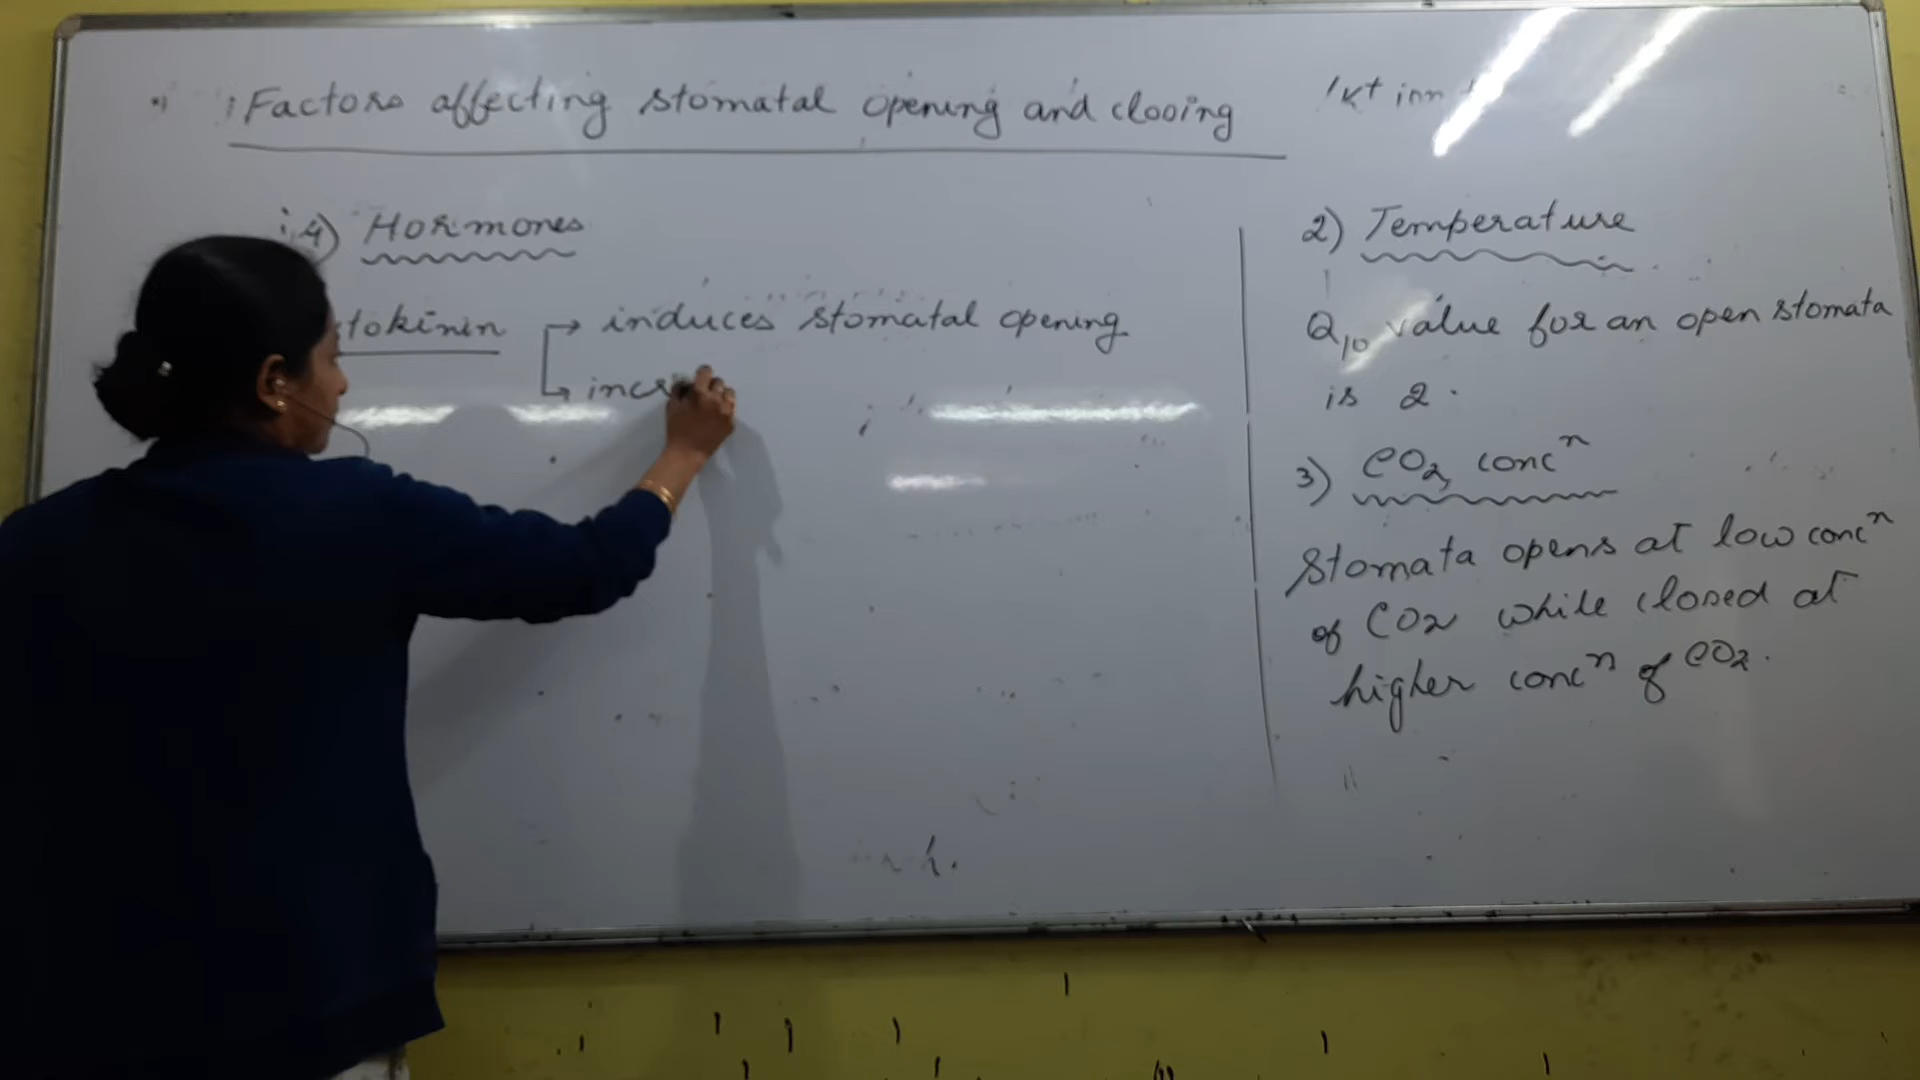 Factors affecting stomatal opening and closing
4) Hormones
tokinin → induces stomatal opening
↳ incr
2) Temperature
Q10 value for an open stomata
is 2.
3) CO2 concⁿ
Stomata opens at low concⁿ
of CO2 while closed at
higher concⁿ of CO2.